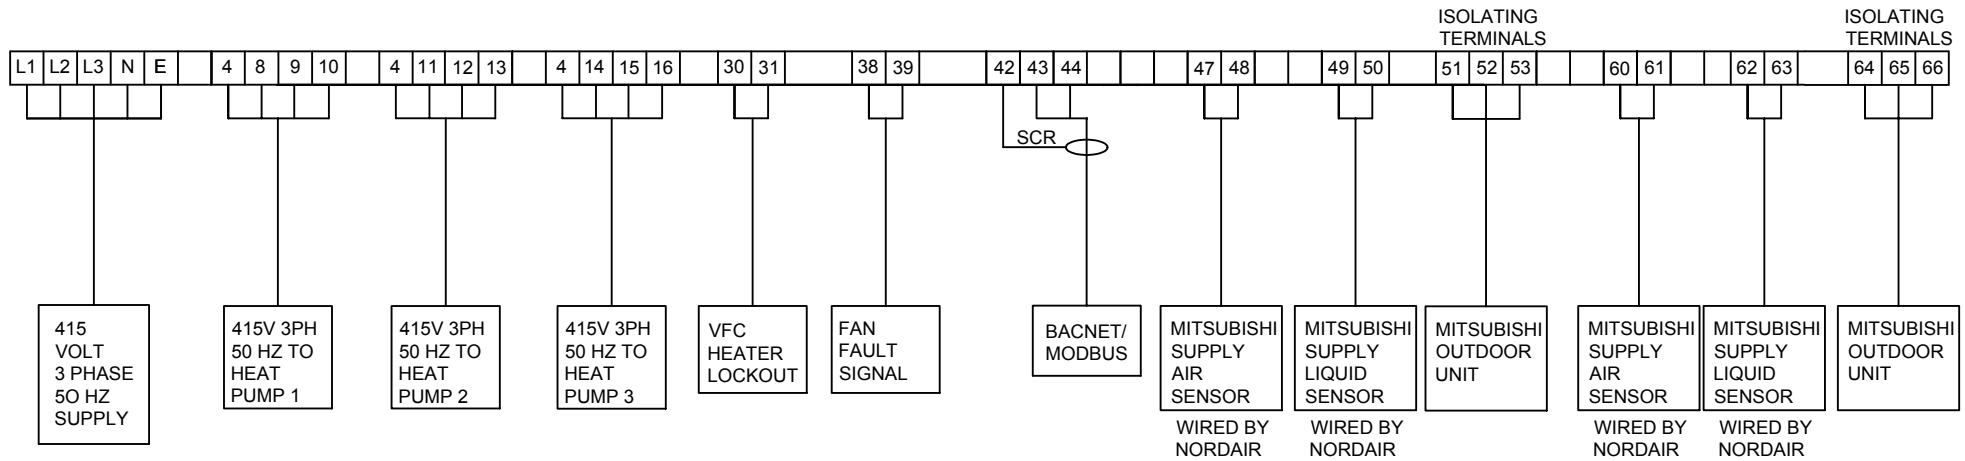 ISOLATING
TERMINALS
ISOLATING
TERMINALS
L1 L2 L3 N E 4 8 9 10 4 11 12 13 4 14 15 16 30 31 38 39 42 43 44 47 48 49 50 51 52 53 60 61 62 63 64 65 66
SCR
415
VOLT
3 PHASE
5O HZ
SUPPLY
415V 3PH
50 HZ TO
HEAT
PUMP 1
415V 3PH
50 HZ TO
HEAT
PUMP 2
415V 3PH
50 HZ TO
HEAT
PUMP 3
VFC
HEATER
LOCKOUT
FAN
FAULT
SIGNAL
BACNET/
MODBUS
MITSUBISHI
SUPPLY
AIR
SENSOR
WIRED BY
NORDAIR
MITSUBISHI
SUPPLY
LIQUID
SENSOR
WIRED BY
NORDAIR
MITSUBISHI
OUTDOOR
UNIT
MITSUBISHI
SUPPLY
AIR
SENSOR
WIRED BY
NORDAIR
MITSUBISHI
SUPPLY
LIQUID
SENSOR
WIRED BY
NORDAIR
MITSUBISHI
OUTDOOR
UNIT